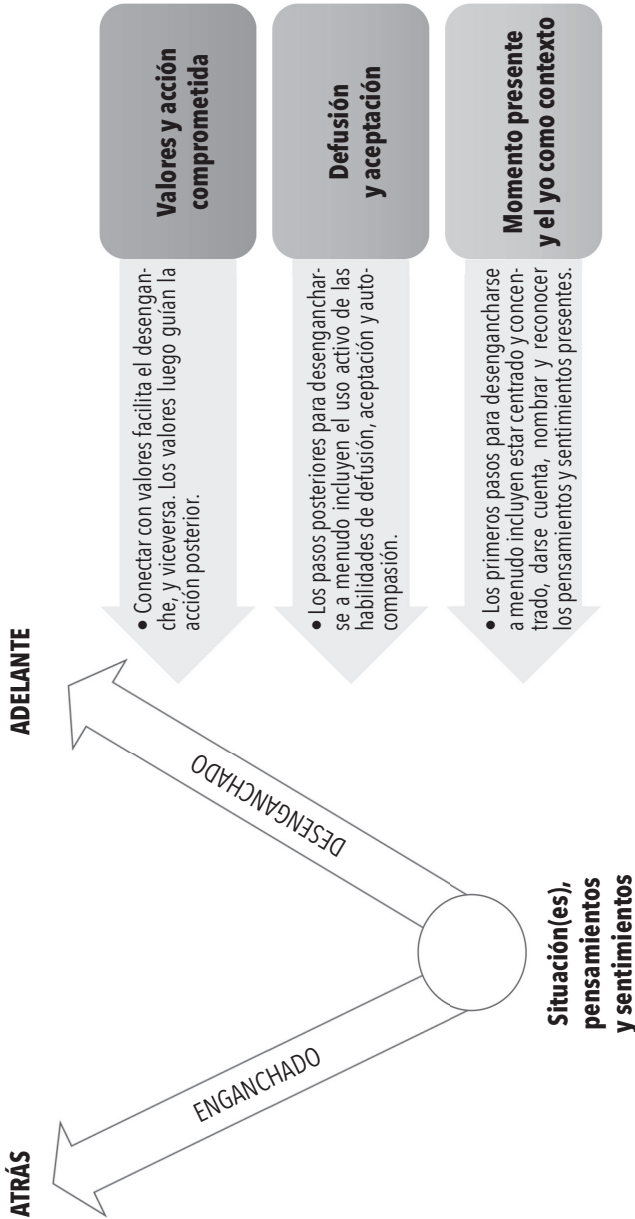 ATRÁS
ADELANTE
ENGANCHADO
DESENGANCHADO
Situación(es),
pensamientos
y sentimientos
• Conectar con valores facilita el desengan-
che, y viceversa. Los valores luego guían la
acción posterior.
Valores y acción
comprometida
• Los pasos posteriores para desenganchar-
se a menudo incluyen el uso activo de las
habilidades de defusión, aceptación y auto-
compasión.
Defusión
y aceptación
• Los primeros pasos para desengancharse
a menudo incluyen estar centrado y concen-
trado, darse cuenta, nombrar y reconocer
los pensamientos y sentimientos presentes.
Momento presente
y el yo como contexto